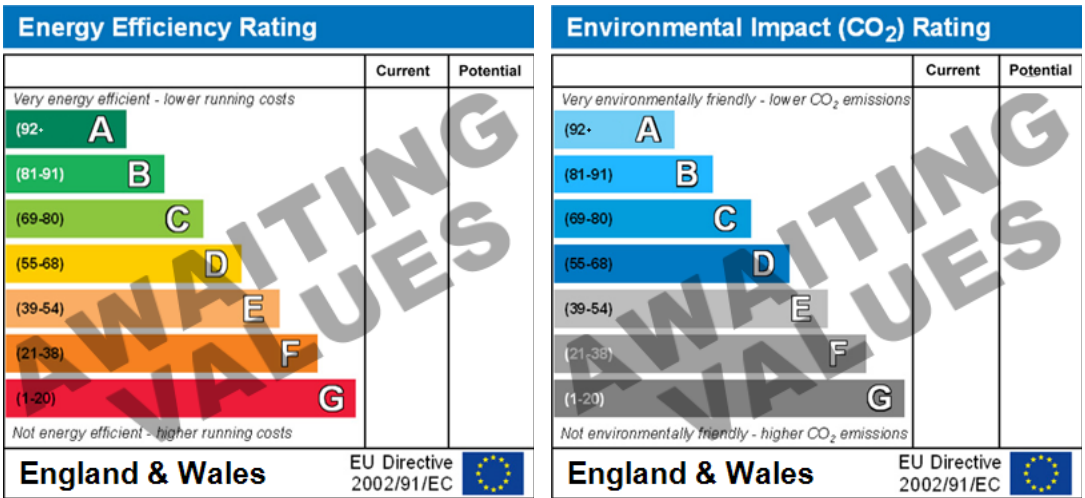 Energy Efficiency Rating
Current Potential
Very energy efficient - lower running costs
(92+ A
(81-91) B
(69-80) C
(55-68) D
(39-54) E
(21-38) F
(1-20) G
Not energy efficient - higher running costs
England & Wales
EU Directive
2002/91/EC
AWAITING
VALUES
Environmental Impact (CO₂) Rating
Current Potential
Very environmentally friendly - lower CO₂ emissions
(92+ A
(81-91) B
(69-80) C
(55-68) D
(39-54) E
(21-38) F
(1-20) G
Not environmentally friendly - higher CO₂ emissions
England & Wales
EU Directive
2002/91/EC
AWAITING
VALUES